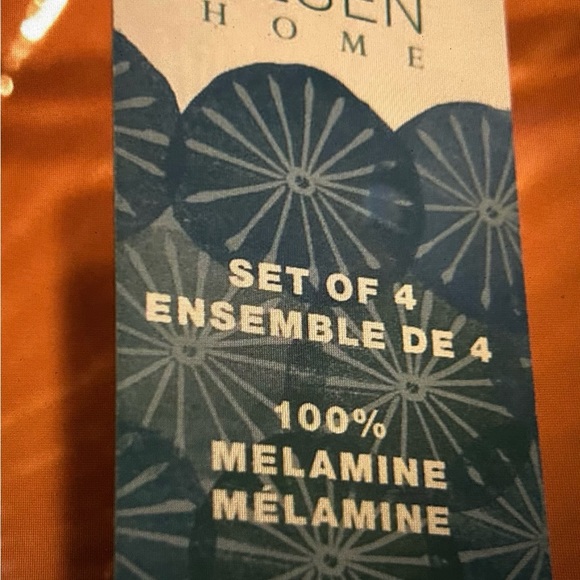 HOME
SET OF 4
ENSEMBLE DE 4
100%
MELAMINE
MÉLAMINE